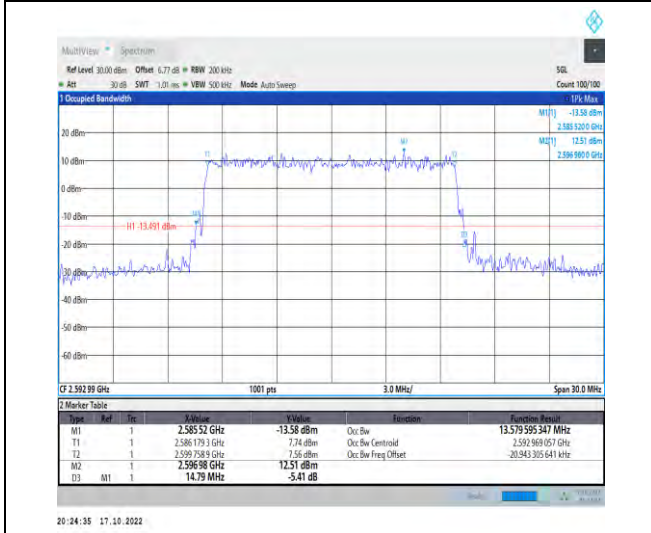 MultiView Spectrum
Ref Level 30.00 dBm Offset 6.77 dB RBW 200 kHz SGL
Att 30 dB SWT 1.01 ms VBW 500 kHz Mode Auto Sweep Count 100/100
1 Occupied Bandwidth 1Pk Max
M1[1] -13.58 dBm
2.585 520 0 GHz
20 dBm M2[1] 12.51 dBm
2.596 980 0 GHz
T1 M2 T2
10 dBm
0 dBm
-10 dBm
H1 -13.491 dBm
-20 dBm
-30 dBm
-40 dBm
-50 dBm
-60 dBm
CF 2.592 99 GHz 1001 pts 3.0 MHz/ Span 30.0 MHz
2 Marker Table
Type Ref Trc X-Value Y-Value Function Function Result
M1 1 2.585 52 GHz -13.58 dBm Occ Bw 13.579 595 347 MHz
T1 1 2.586 179 3 GHz 7.74 dBm Occ Bw Centroid 2.592 969 057 GHz
T2 1 2.599 758 9 GHz 7.56 dBm Occ Bw Freq Offset -20.943 305 641 kHz
M2 1 2.596 98 GHz 12.51 dBm
D3 M1 1 14.79 MHz -5.41 dB
20:24:35 17.10.2022